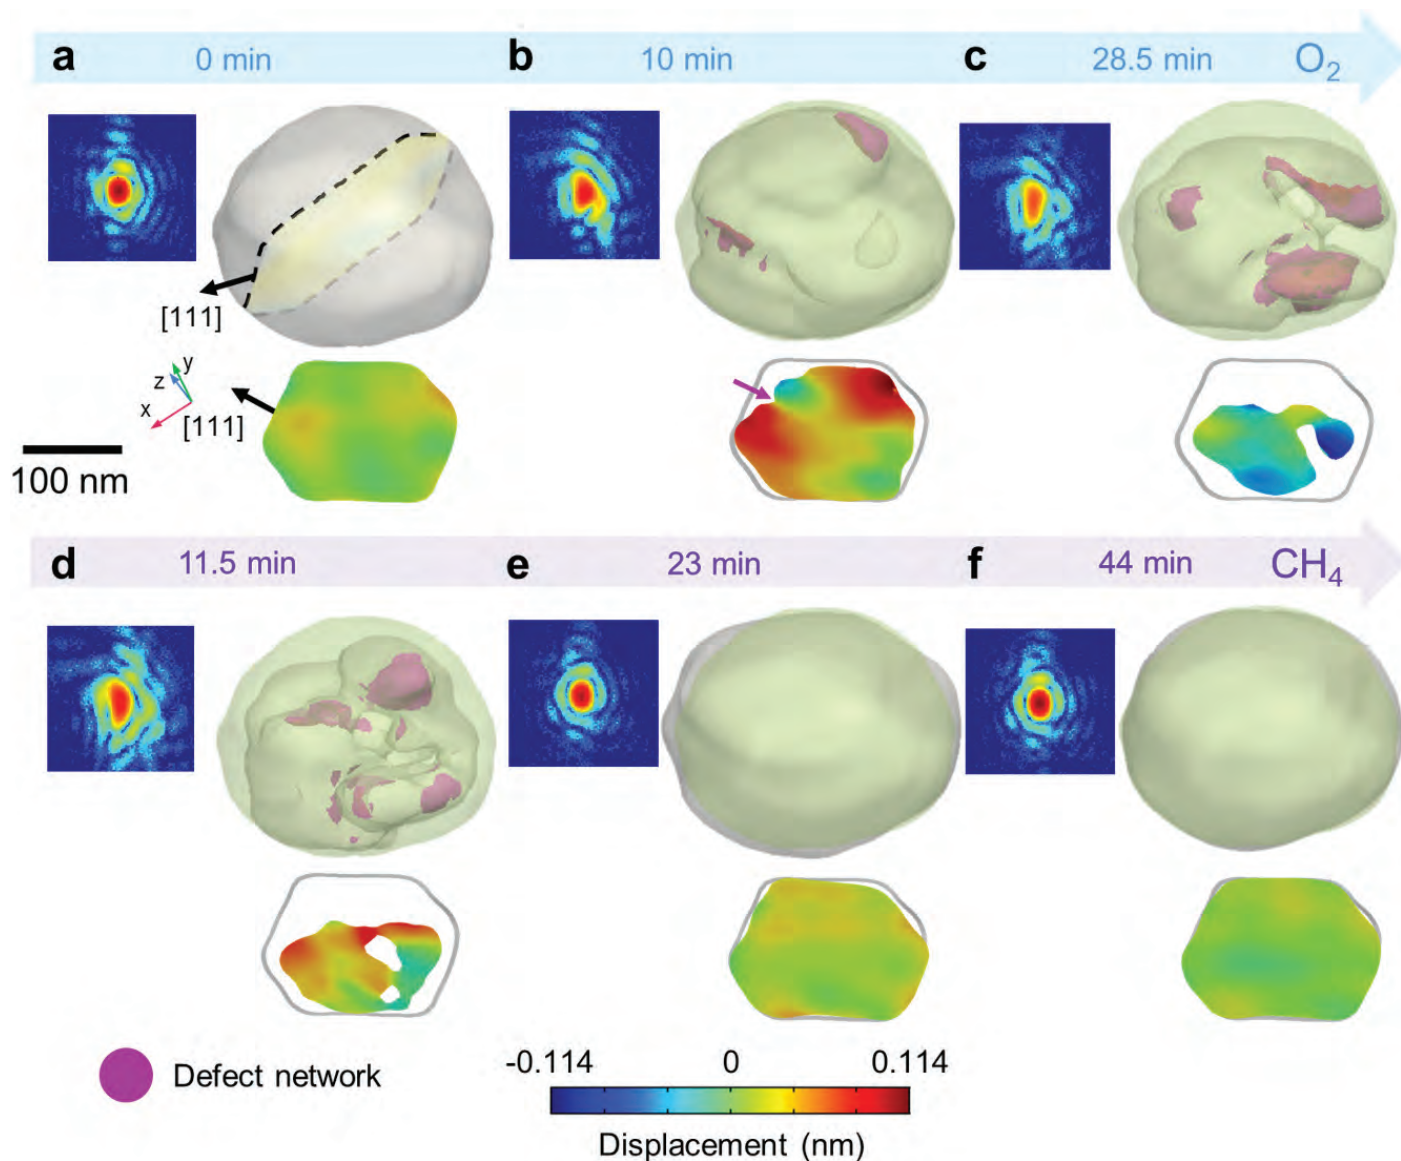 a 0 min b 10 min c 28.5 min O₂
[111]
y
z
x
[111]
100 nm
d 11.5 min e 23 min f 44 min CH₄
-0.114 0 0.114
Defect network
Displacement (nm)